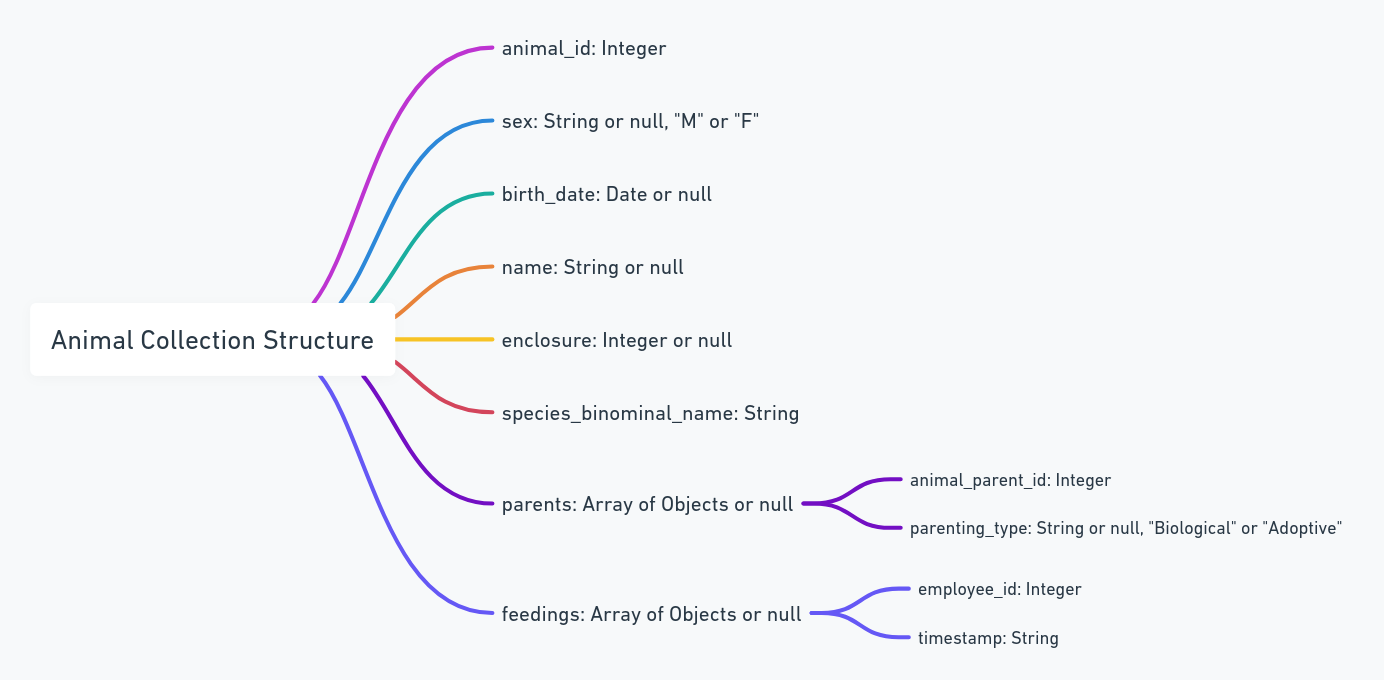 Animal Collection Structure
animal_id: Integer
sex: String or null, "M" or "F"
birth_date: Date or null
name: String or null
enclosure: Integer or null
species_binominal_name: String
parents: Array of Objects or null
animal_parent_id: Integer
parenting_type: String or null, "Biological" or "Adoptive"
feedings: Array of Objects or null
employee_id: Integer
timestamp: String